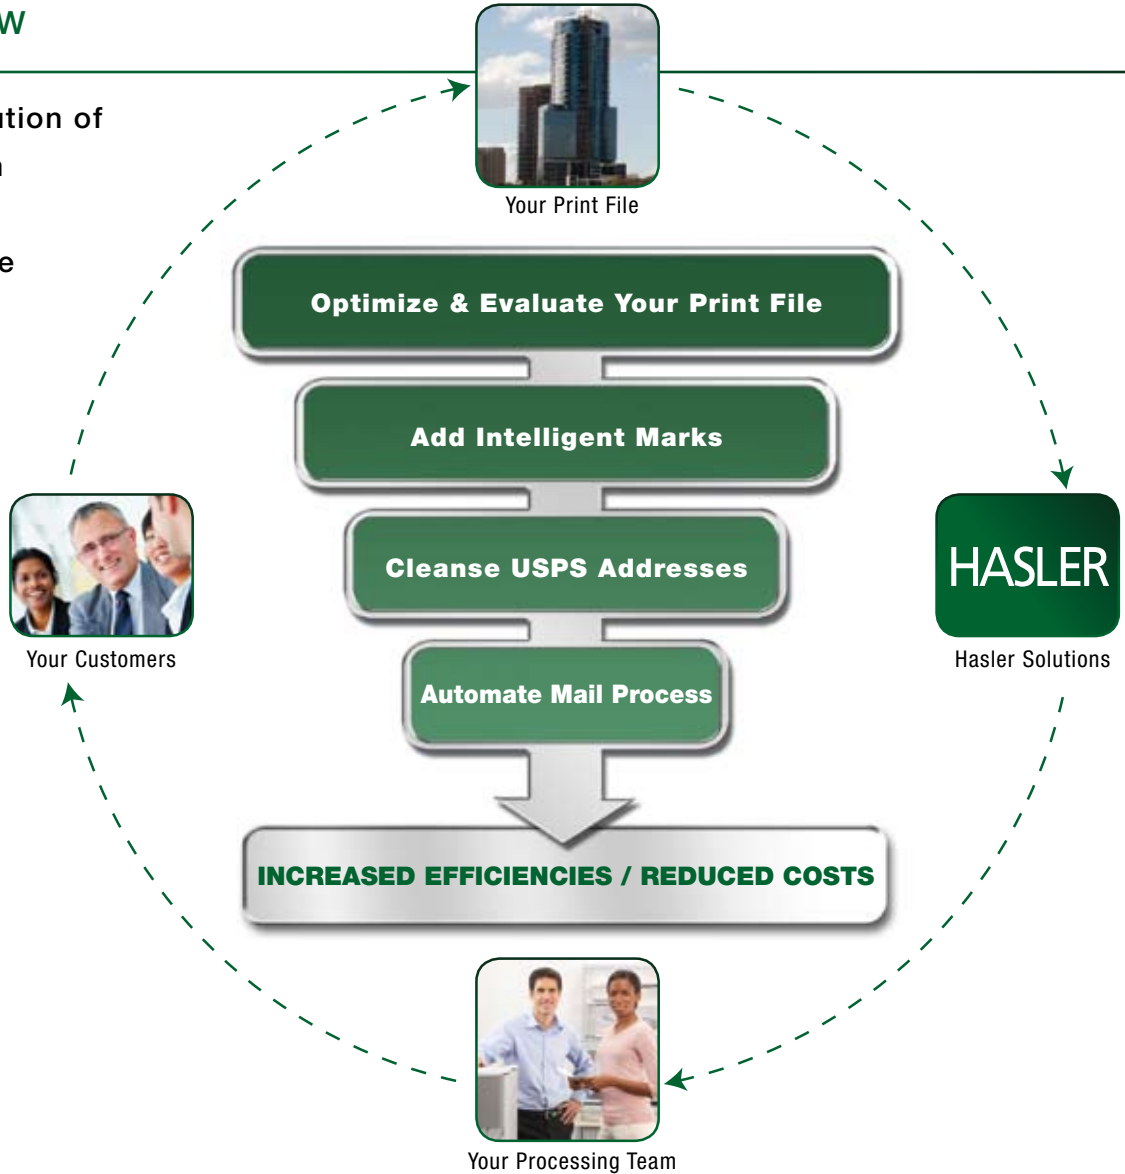 w
ution of
n
e
Your Print File
Optimize & Evaluate Your Print File
Add Intelligent Marks
Cleanse USPS Addresses
Automate Mail Process
INCREASED EFFICIENCIES / REDUCED COSTS
Your Customers
HASLER
Hasler Solutions
Your Processing Team